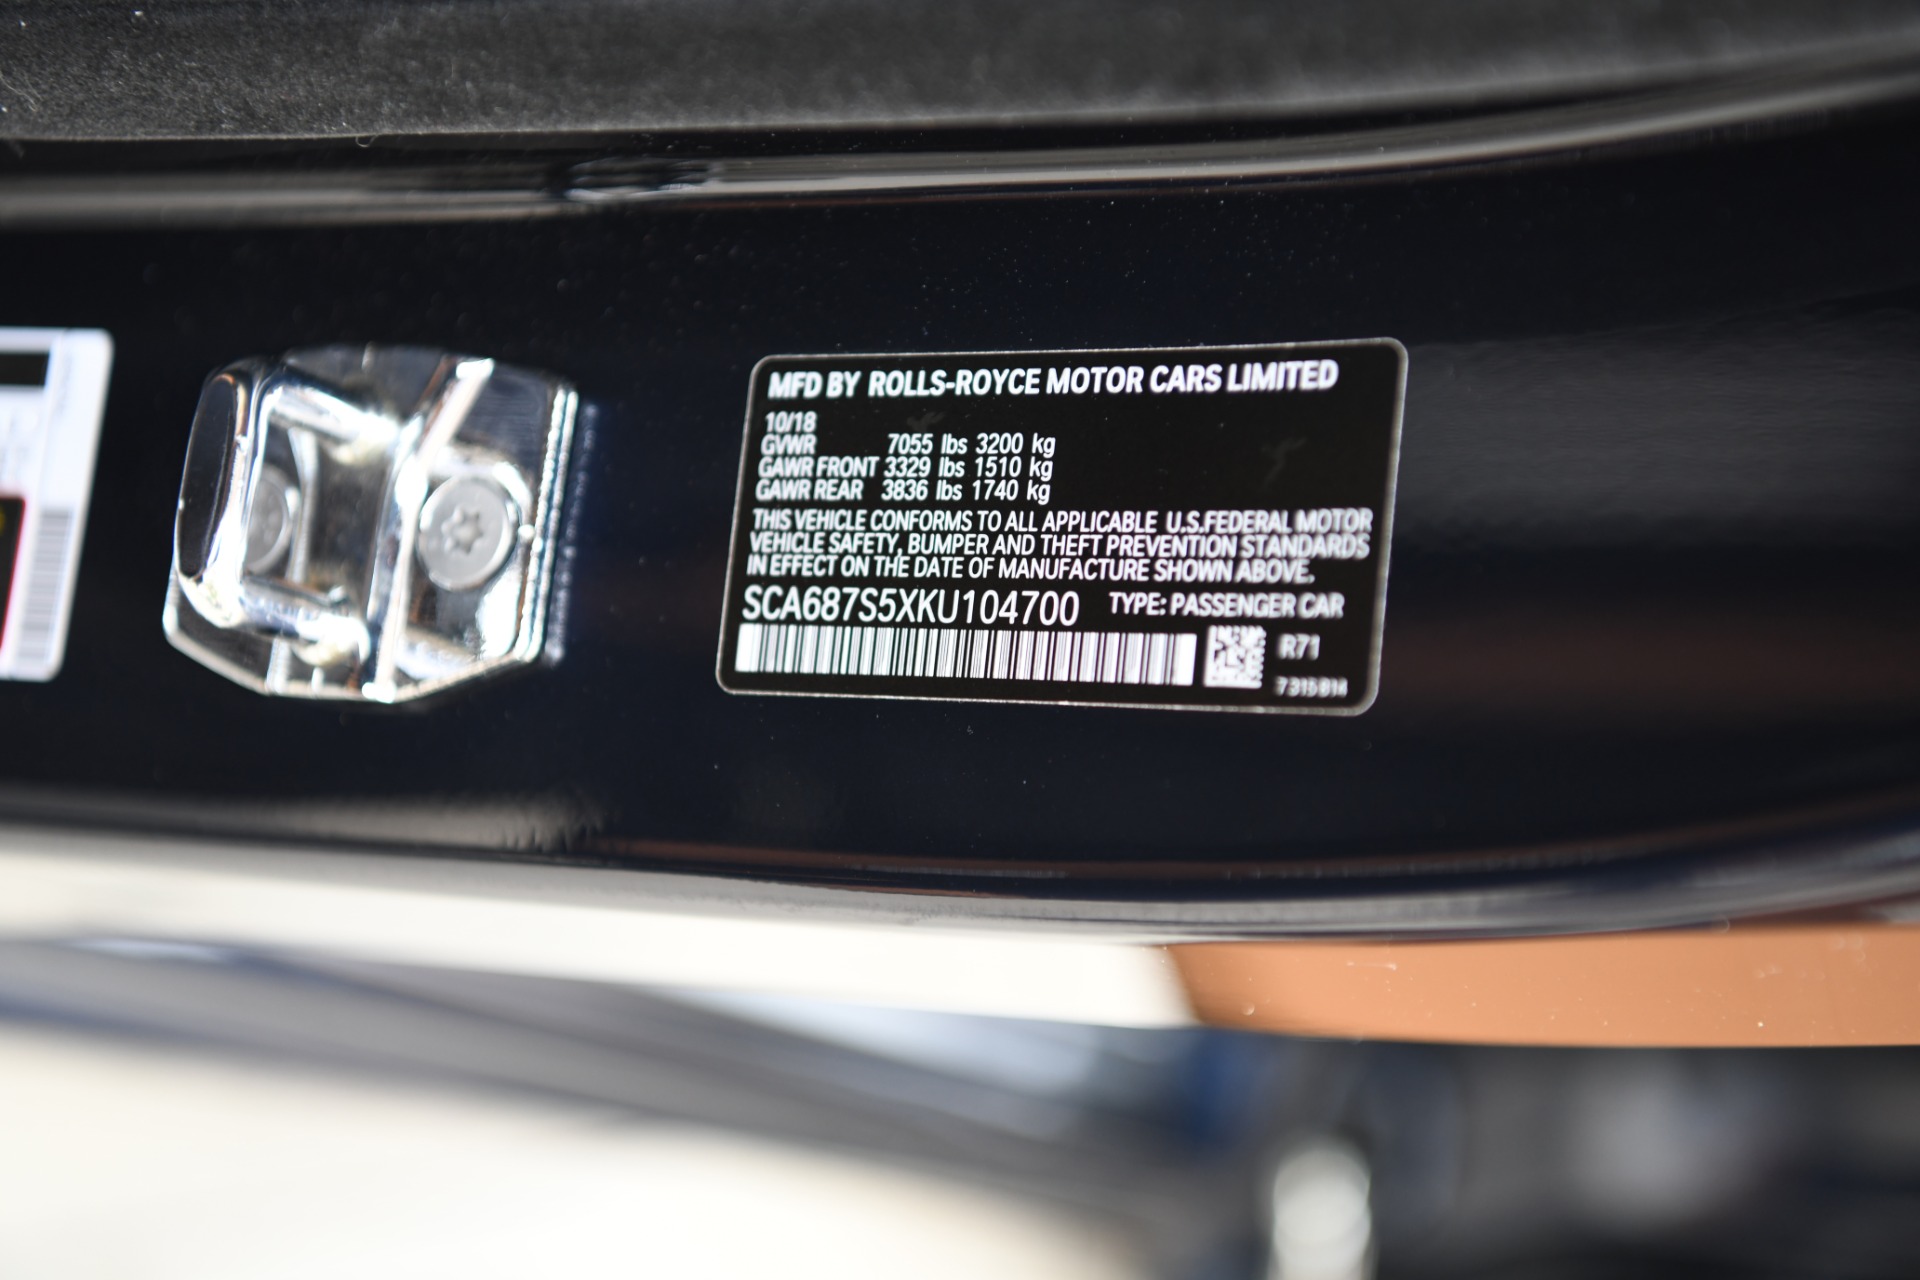 MFD BY ROLLS-ROYCE MOTOR CARS LIMITED
10/18
GVWR 7055 lbs 3200 kg
GAWR FRONT 3329 lbs 1510 kg
GAWR REAR 3836 lbs 1740 kg
THIS VEHICLE CONFORMS TO ALL APPLICABLE U.S.FEDERAL MOTOR
VEHICLE SAFETY, BUMPER AND THEFT PREVENTION STANDARDS
IN EFFECT ON THE DATE OF MANUFACTURE SHOWN ABOVE.
SCA687S5XKU104700 TYPE: PASSENGER CAR
R71